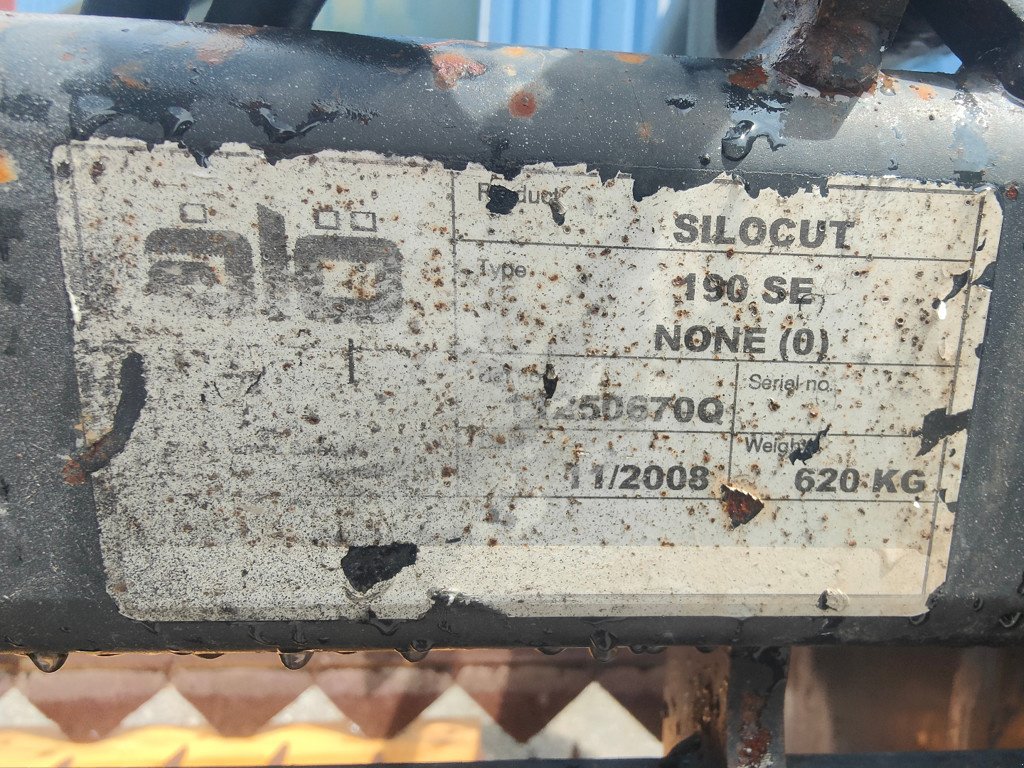 ålö
Product
SILOCUT
Type
190 SE
NONE (0)
Serial no.
Weight
11/2008
620 KG